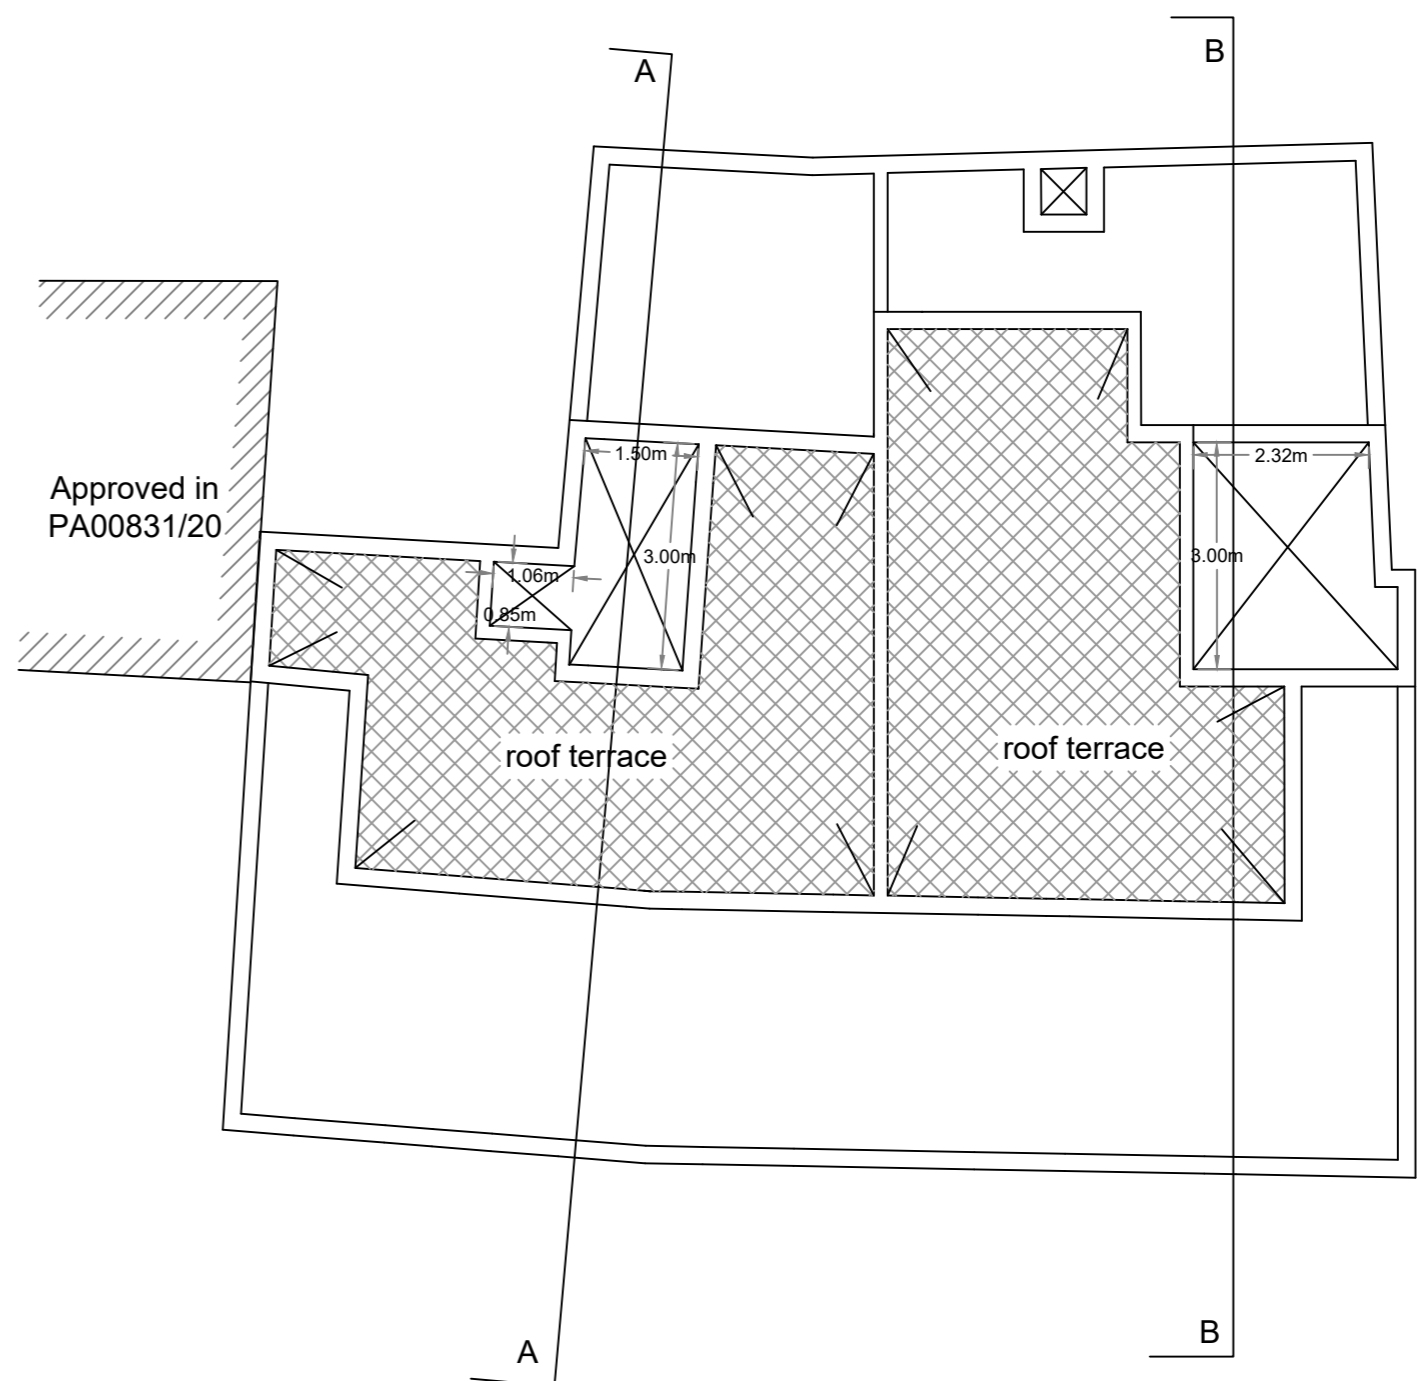 A
B
1.50m
2.32m
Approved in
PA00831/20
3.00m
3.00m
1.06m
0.85m
roof terrace
roof terrace
B
A